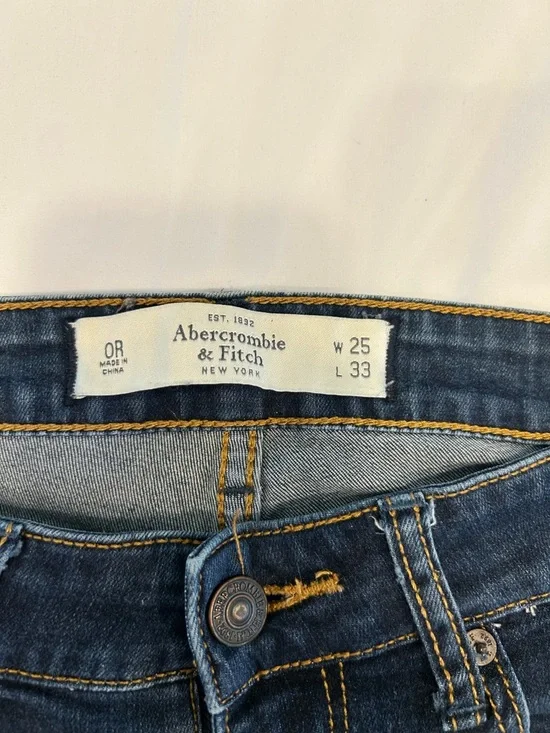 EST. 1892
Abercrombie
& Fitch
NEW YORK
0R
MADE IN
CHINA
W 25
L 33